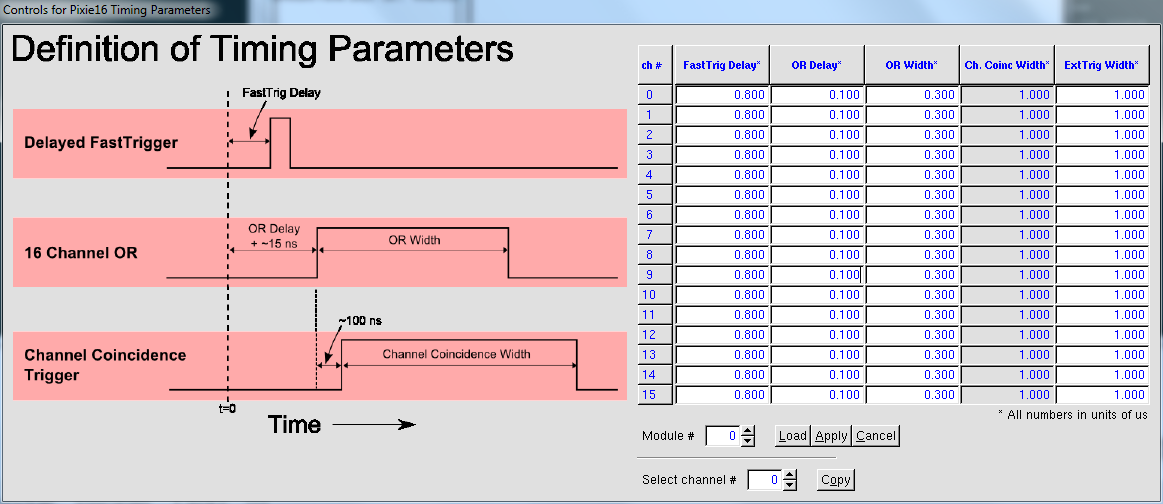 Controls for Pixie16 Timing Parameters
Definition of Timing Parameters
FastTrig Delay
Delayed FastTrigger
OR Delay
+ ~15 ns
OR Width
16 Channel OR
~100 ns
Channel Coincidence
Trigger
Channel Coincidence Width
t=0
Time
ch # FastTrig Delay* OR Delay* OR Width* Ch. Coinc Width* ExtTrig Width*
0 0.800 0.100 0.300 1.000 1.000
1 0.800 0.100 0.300 1.000 1.000
2 0.800 0.100 0.300 1.000 1.000
3 0.800 0.100 0.300 1.000 1.000
4 0.800 0.100 0.300 1.000 1.000
5 0.800 0.100 0.300 1.000 1.000
6 0.800 0.100 0.300 1.000 1.000
7 0.800 0.100 0.300 1.000 1.000
8 0.800 0.100 0.300 1.000 1.000
9 0.800 0.100 0.300 1.000 1.000
10 0.800 0.100 0.300 1.000 1.000
11 0.800 0.100 0.300 1.000 1.000
12 0.800 0.100 0.300 1.000 1.000
13 0.800 0.100 0.300 1.000 1.000
14 0.800 0.100 0.300 1.000 1.000
15 0.800 0.100 0.300 1.000 1.000
* All numbers in units of us
Module # 0 Load Apply Cancel
Select channel # 0 Copy